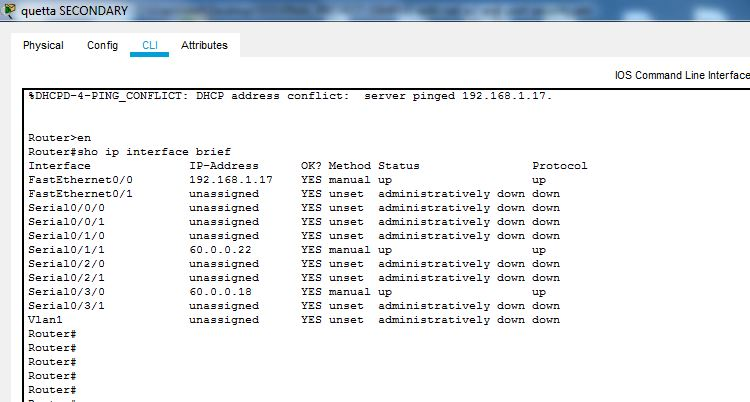 quetta SECONDARY
Physical Config CLI Attributes
IOS Command Line Interface
%DHCPD-4-PING_CONFLICT: DHCP address conflict:  server pinged 192.168.1.17.
Router>en
Router#sho ip interface brief
Interface              IP-Address      OK? Method Status                Protocol
FastEthernet0/0        192.168.1.17    YES manual up                    up
FastEthernet0/1        unassigned      YES unset  administratively down down
Serial0/0/0            unassigned      YES unset  administratively down down
Serial0/0/1            unassigned      YES unset  administratively down down
Serial0/1/0            unassigned      YES unset  administratively down down
Serial0/1/1            60.0.0.22       YES manual up                    up
Serial0/2/0            unassigned      YES unset  administratively down down
Serial0/2/1            unassigned      YES unset  administratively down down
Serial0/3/0            60.0.0.18       YES manual up                    up
Serial0/3/1            unassigned      YES unset  administratively down down
Vlan1                  unassigned      YES unset  administratively down down
Router#
Router#
Router#
Router#
Router#